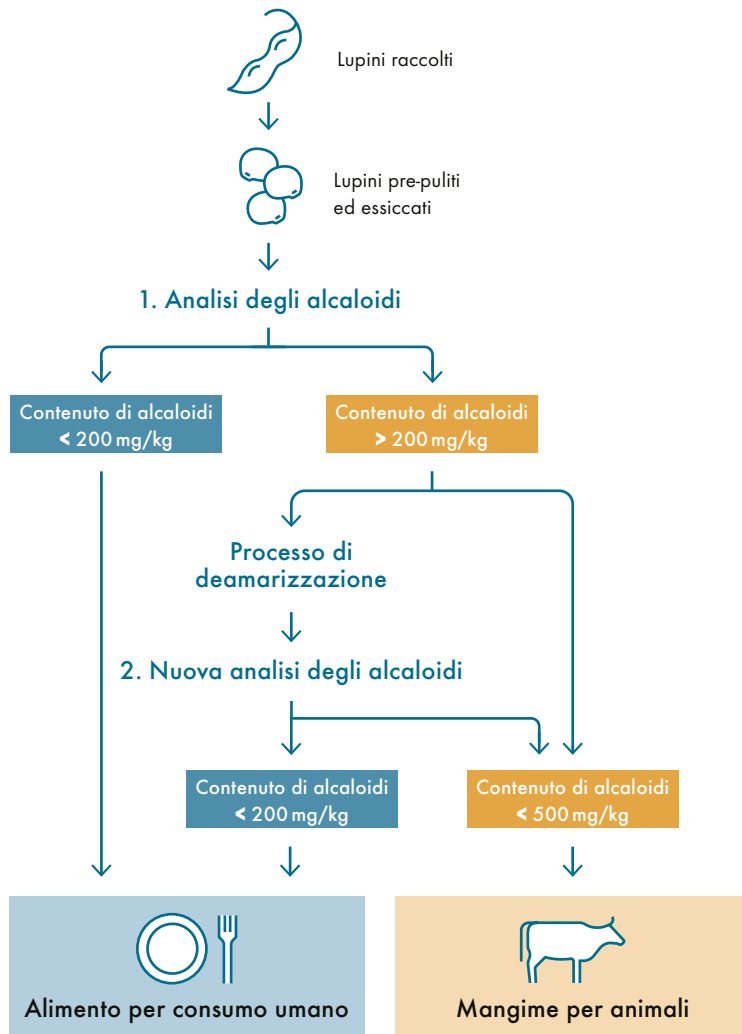 Lupini raccolti
Lupini pre-puliti
ed essiccati
1. Analisi degli alcaloidi
Contenuto di alcaloidi
< 200 mg/kg
Contenuto di alcaloidi
> 200 mg/kg
Processo di
deamarizzazione
2. Nuova analisi degli alcaloidi
Contenuto di alcaloidi
< 200 mg/kg
Contenuto di alcaloidi
< 500 mg/kg
Alimento per consumo umano
Mangime per animali